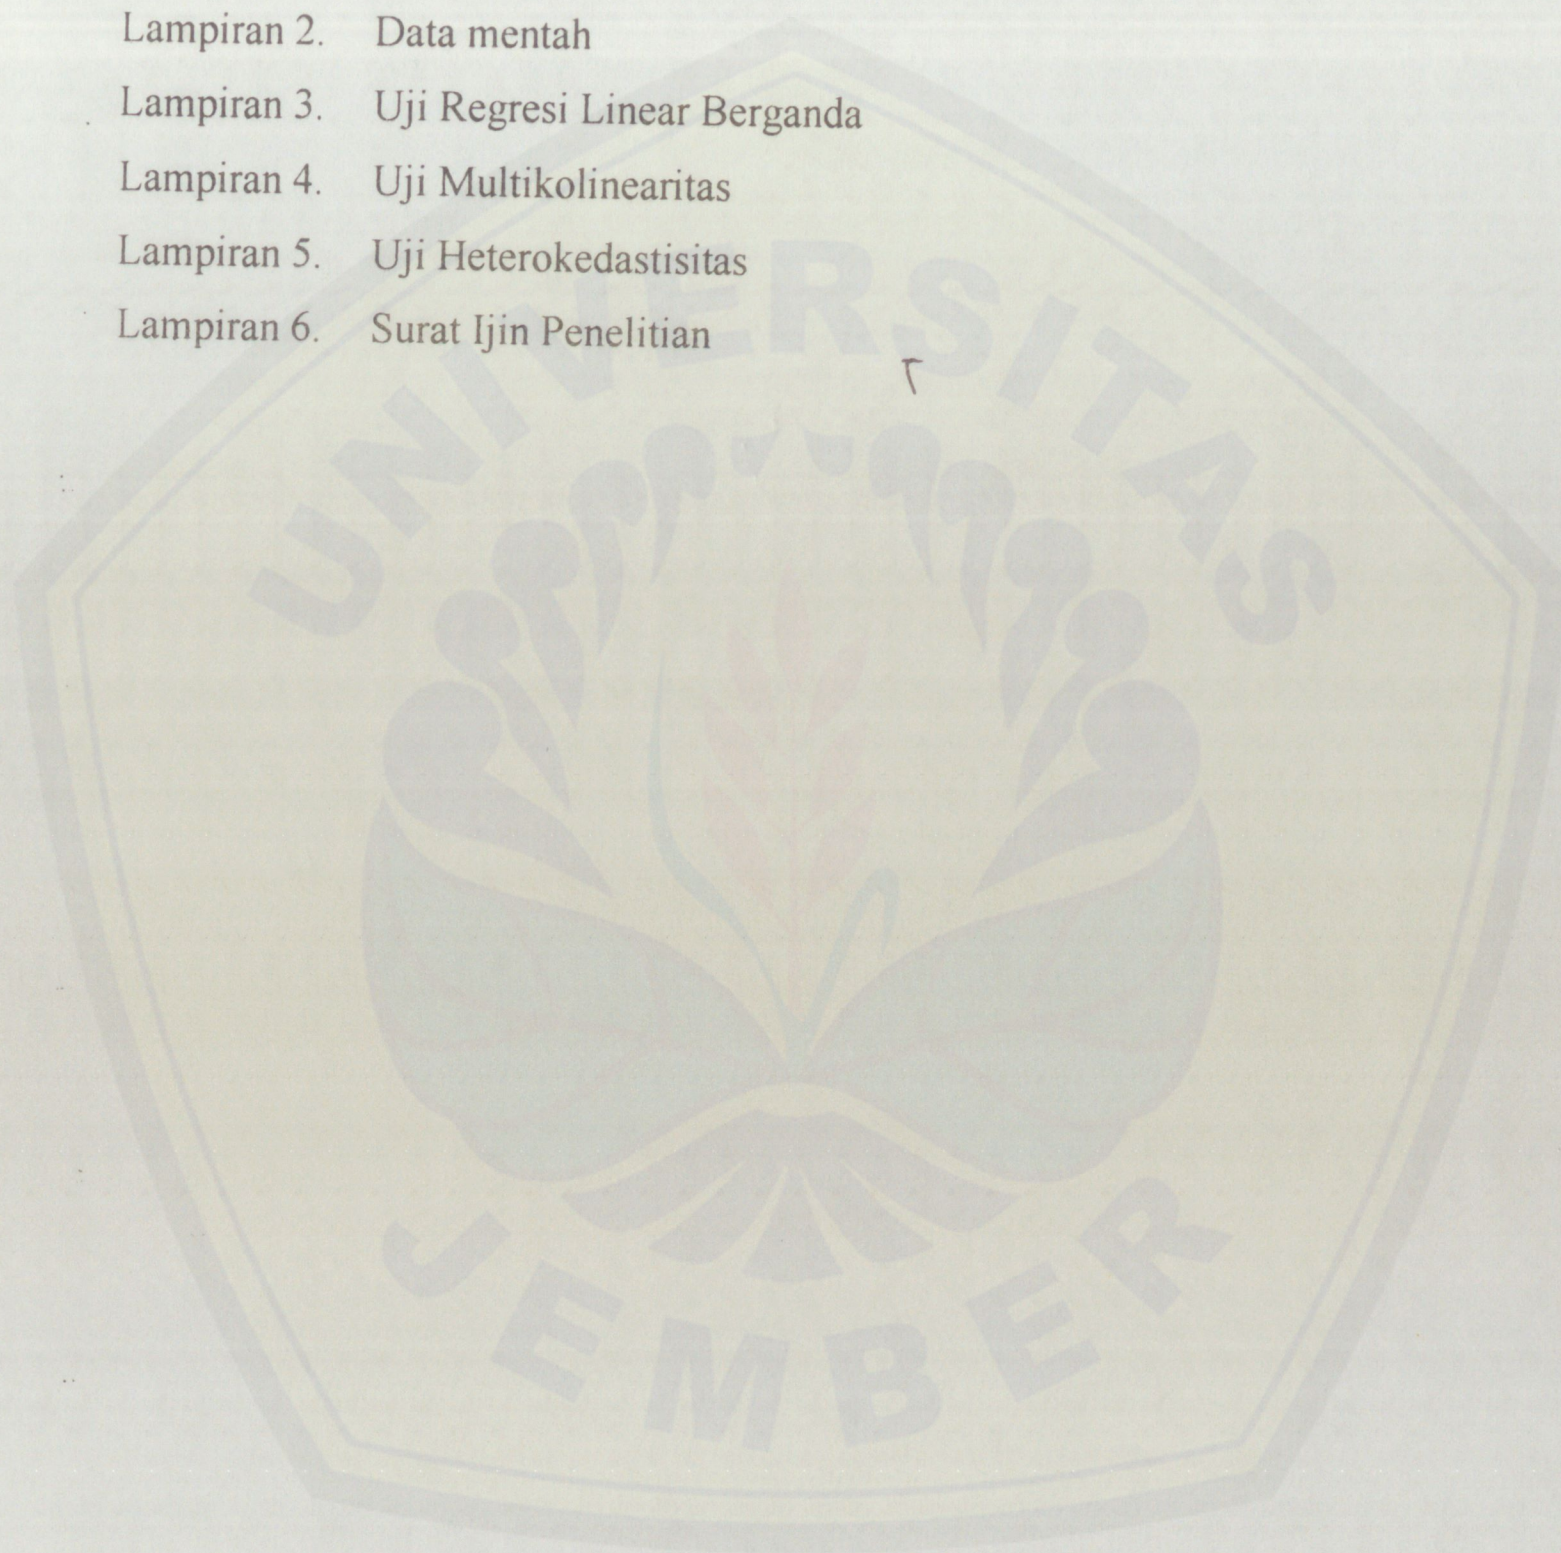 Lampiran 2. Data mentah
Lampiran 3. Uji Regresi Linear Berganda
Lampiran 4. Uji Multikolinearitas
Lampiran 5. Uji Heterokedastisitas
Lampiran 6. Surat Ijin Penelitian
UNIVERSITAS
JEMBER